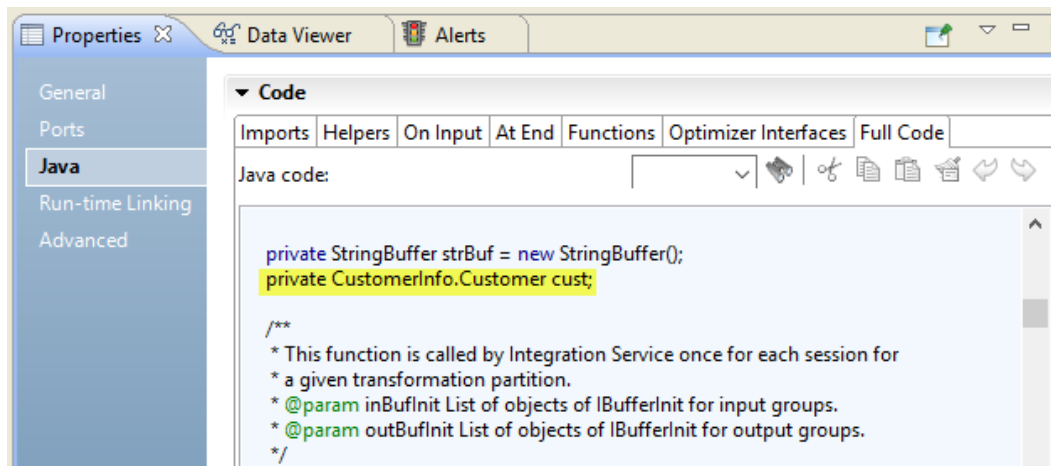 Properties Data Viewer Alerts
General
Ports
Java
Run-time Linking
Advanced
Code
Imports Helpers On Input At End Functions Optimizer Interfaces Full Code
Java code:
private StringBuffer strBuf = new StringBuffer();
private CustomerInfo.Customer cust;
/**
* This function is called by Integration Service once for each session for
* a given transformation partition.
* @param inBufInit List of objects of IBufferInit for input groups.
* @param outBufInit List of objects of IBufferInit for output groups.
*/